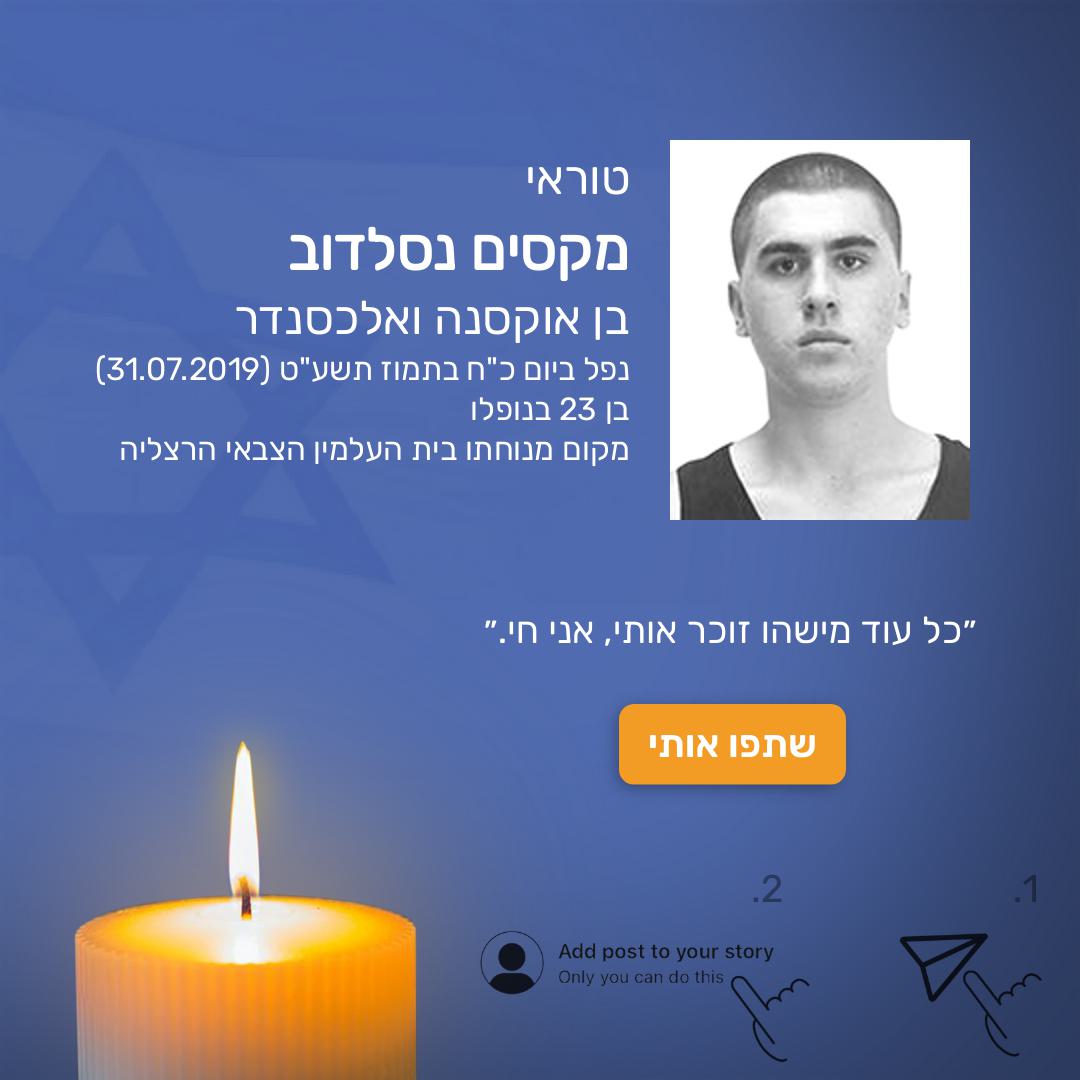 טוראי
מקסים נסלדוב
בן אוקסנה ואלכסנדר
נפל ביום כ"ח בתמוז תשע"ט (31.07.2019)
בן 23 בנופלו
מקום מנוחתו בית העלמין הצבאי הרצליה
״כל עוד מישהו זוכר אותי, אני חי.״
שתפו אותי
1.
2.
Add post to your story
Only you can do this